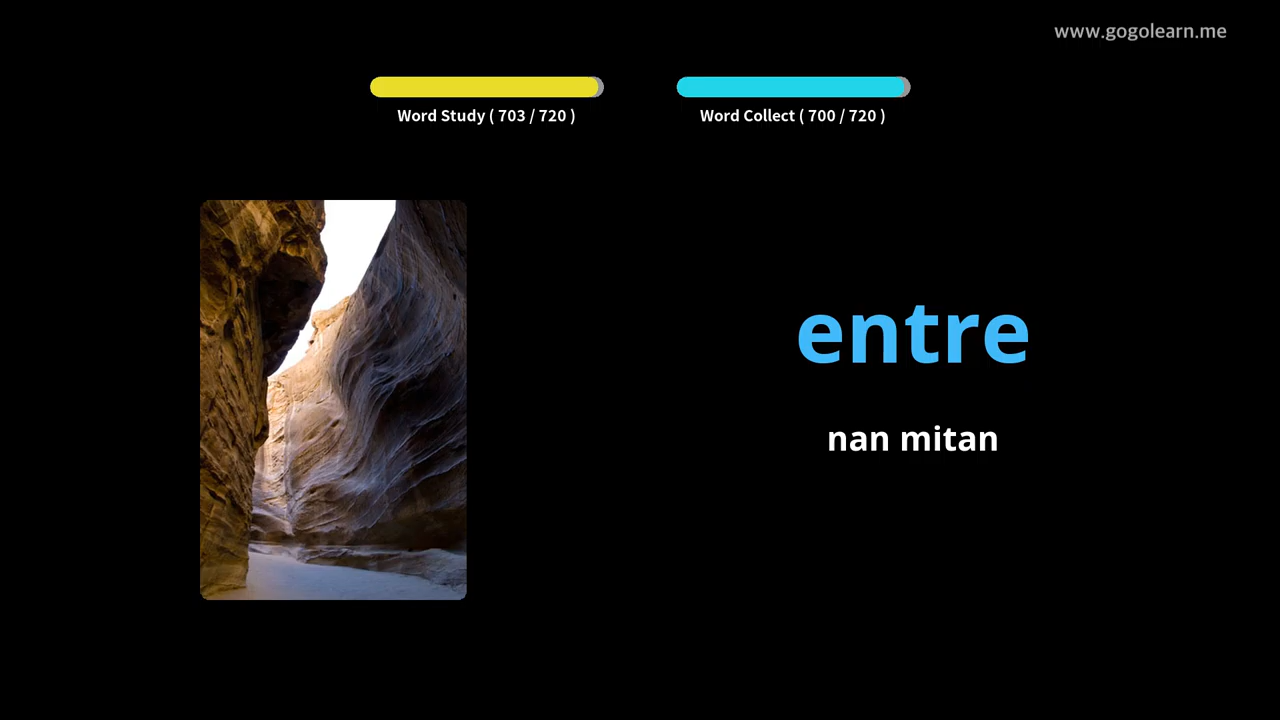 www.gogolearn.me
Word Study ( 703 / 720 )
Word Collect ( 700 / 720 )
entre
nan mitan